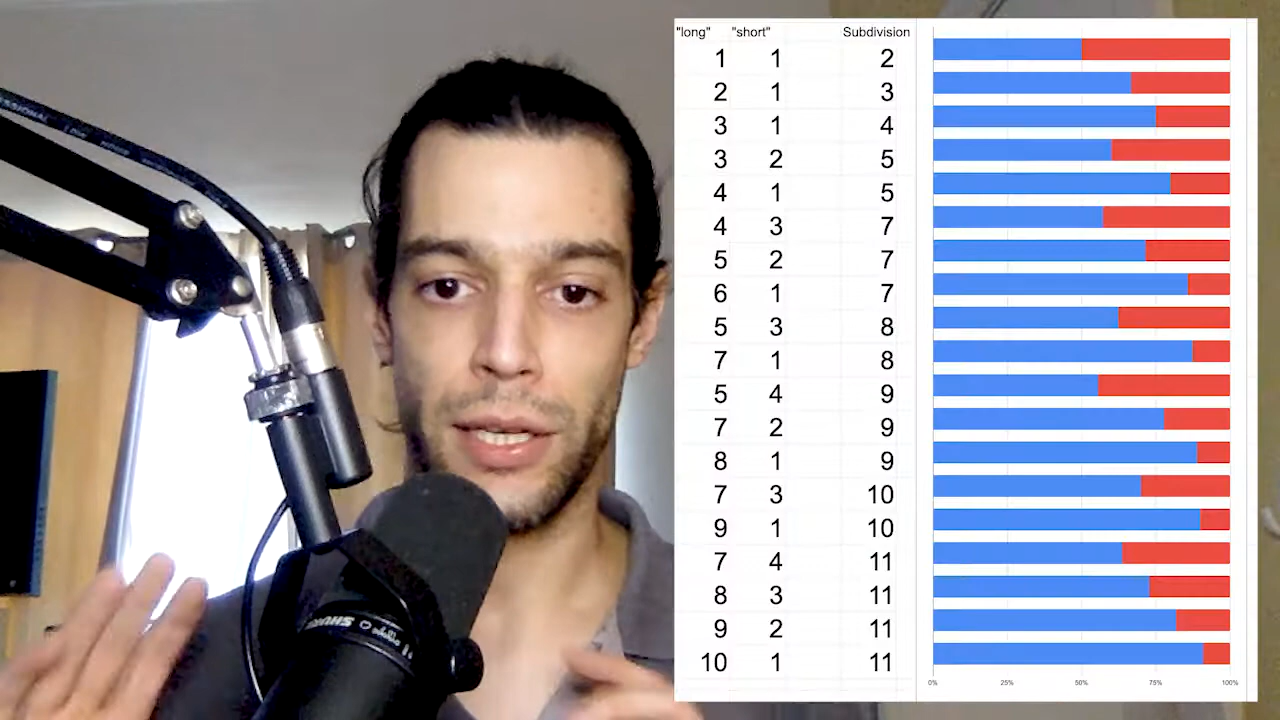 "long" "short" Subdivision
1 1 2
2 1 3
3 1 4
3 2 5
4 1 5
4 3 7
5 2 7
6 1 7
5 3 8
7 1 8
5 4 9
7 2 9
8 1 9
7 3 10
9 1 10
7 4 11
8 3 11
9 2 11
10 1 11
0% 25% 50% 75% 100%
SHURE